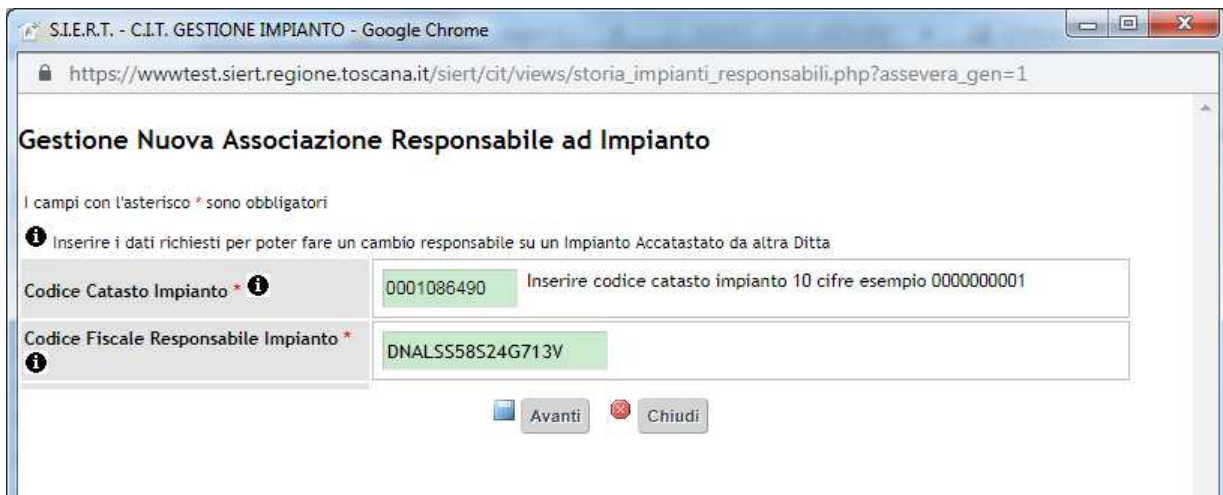 S.I.E.R.T. - C.I.T. GESTIONE IMPIANTO - Google Chrome
https://wwwtest.siert.regione.toscana.it/siert/cit/views/storia_impianti_responsabili.php?assevera_gen=1
Gestione Nuova Associazione Responsabile ad Impianto
I campi con l'asterisco * sono obbligatori
Inserire i dati richiesti per poter fare un cambio responsabile su un Impianto Accatastato da altra Ditta
Codice Catasto Impianto * 0001086490 Inserire codice catasto impianto 10 cifre esempio 0000000001
Codice Fiscale Responsabile Impianto * DNALSS58S24G713V
Avanti Chiudi